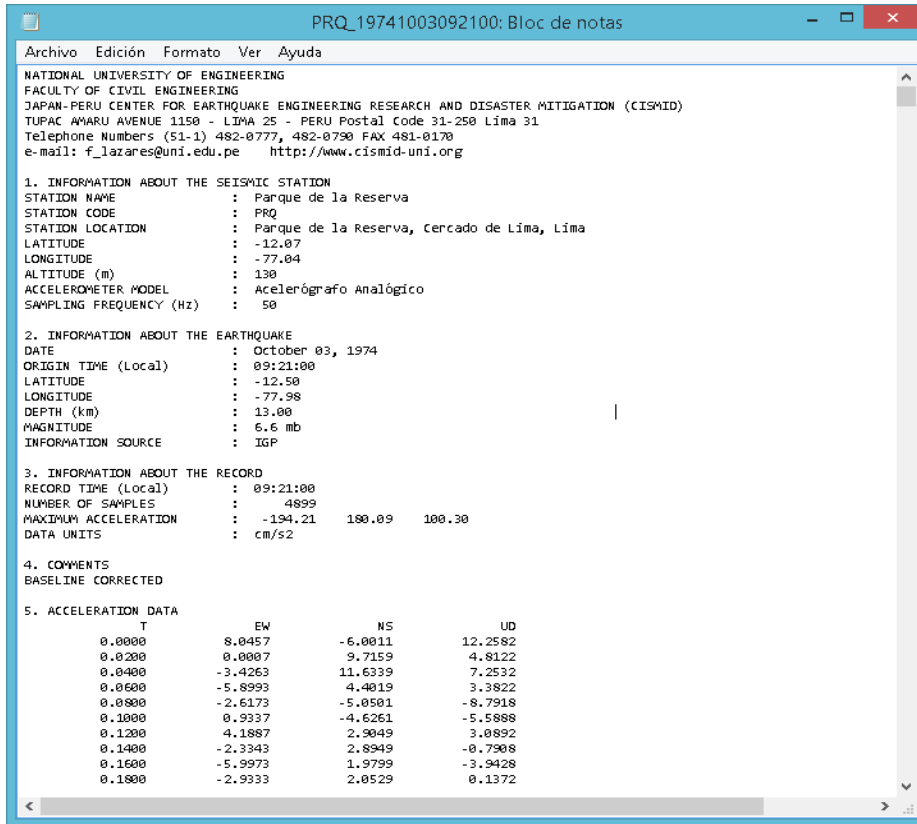 PRQ_19741003092100: Bloc de notas
Archivo Edición Formato Ver Ayuda
NATIONAL UNIVERSITY OF ENGINEERING
FACULTY OF CIVIL ENGINEERING
JAPAN-PERU CENTER FOR EARTHQUAKE ENGINEERING RESEARCH AND DISASTER MITIGATION (CISMID)
TUPAC AMARU AVENUE 1150 - LIMA 25 - PERU Postal Code 31-250 Lima 31
Telephone Numbers (51-1) 482-0777, 482-0790 FAX 481-0170
e-mail: f_lazares@uni.edu.pe http://www.cismid-uni.org
1. INFORMATION ABOUT THE SEISMIC STATION
STATION NAME : Parque de la Reserva
STATION CODE : PRQ
STATION LOCATION : Parque de la Reserva, Cercado de Lima, Lima
LATITUDE : -12.07
LONGITUDE : -77.04
ALTITUDE (m) : 130
ACCELEROMETER MODEL : Acelerógrafo Analógico
SAMPLING FREQUENCY (Hz) : 50
2. INFORMATION ABOUT THE EARTHQUAKE
DATE : October 03, 1974
ORIGIN TIME (Local) : 09:21:00
LATITUDE : -12.50
LONGITUDE : -77.98
DEPTH (km) : 13.00
MAGNITUDE : 6.6 mb
INFORMATION SOURCE : IGP
3. INFORMATION ABOUT THE RECORD
RECORD TIME (Local) : 09:21:00
NUMBER OF SAMPLES : 4899
MAXIMUM ACCELERATION : -194.21 180.09 100.30
DATA UNITS : cm/s2
4. COMMENTS
BASELINE CORRECTED
5. ACCELERATION DATA
T EW NS UD
0.0000 8.0457 -6.0011 12.2582
0.0200 0.0007 9.7159 4.8122
0.0400 -3.4263 11.6339 7.2532
0.0600 -5.8993 4.4019 3.3822
0.0800 -2.6173 -5.0501 -8.7918
0.1000 0.9337 -4.6261 -5.5888
0.1200 4.1887 2.9049 3.0892
0.1400 -2.3343 2.8949 -0.7908
0.1600 -5.9973 1.9799 -3.9428
0.1800 -2.9333 2.0529 0.1372